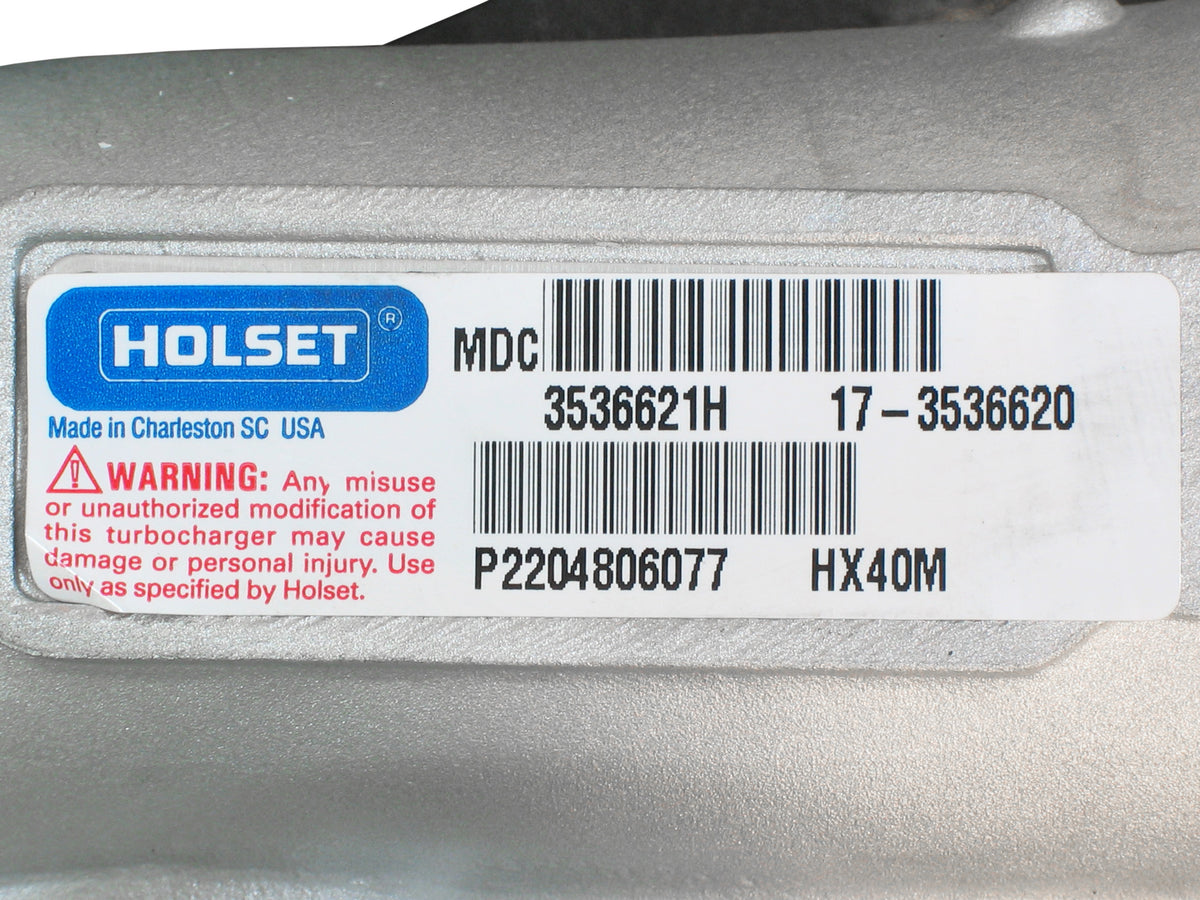 HOLSET ®
Made in Charleston SC USA
WARNING: Any misuse
or unauthorized modification of
this turbocharger may cause
damage or personal injury. Use
only as specified by Holset.
MDC
3536621H 17-3536620
P2204806077 HX40M